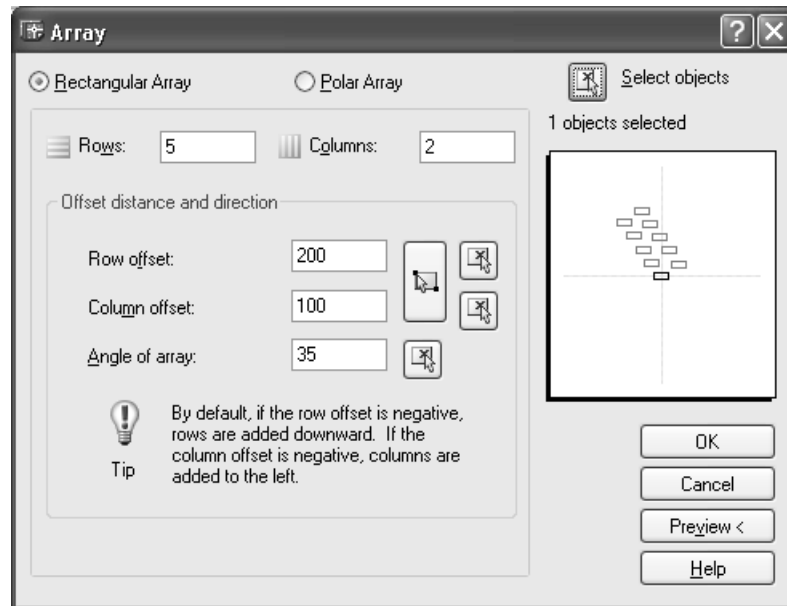 Array
Rectangular Array
Polar Array
Select objects
1 objects selected
Rows: 5
Columns: 2
Offset distance and direction
Row offset: 200
Column offset: 100
Angle of array: 35
By default, if the row offset is negative,
rows are added downward. If the
column offset is negative, columns are
added to the left.
Tip
OK
Cancel
Preview <
Help